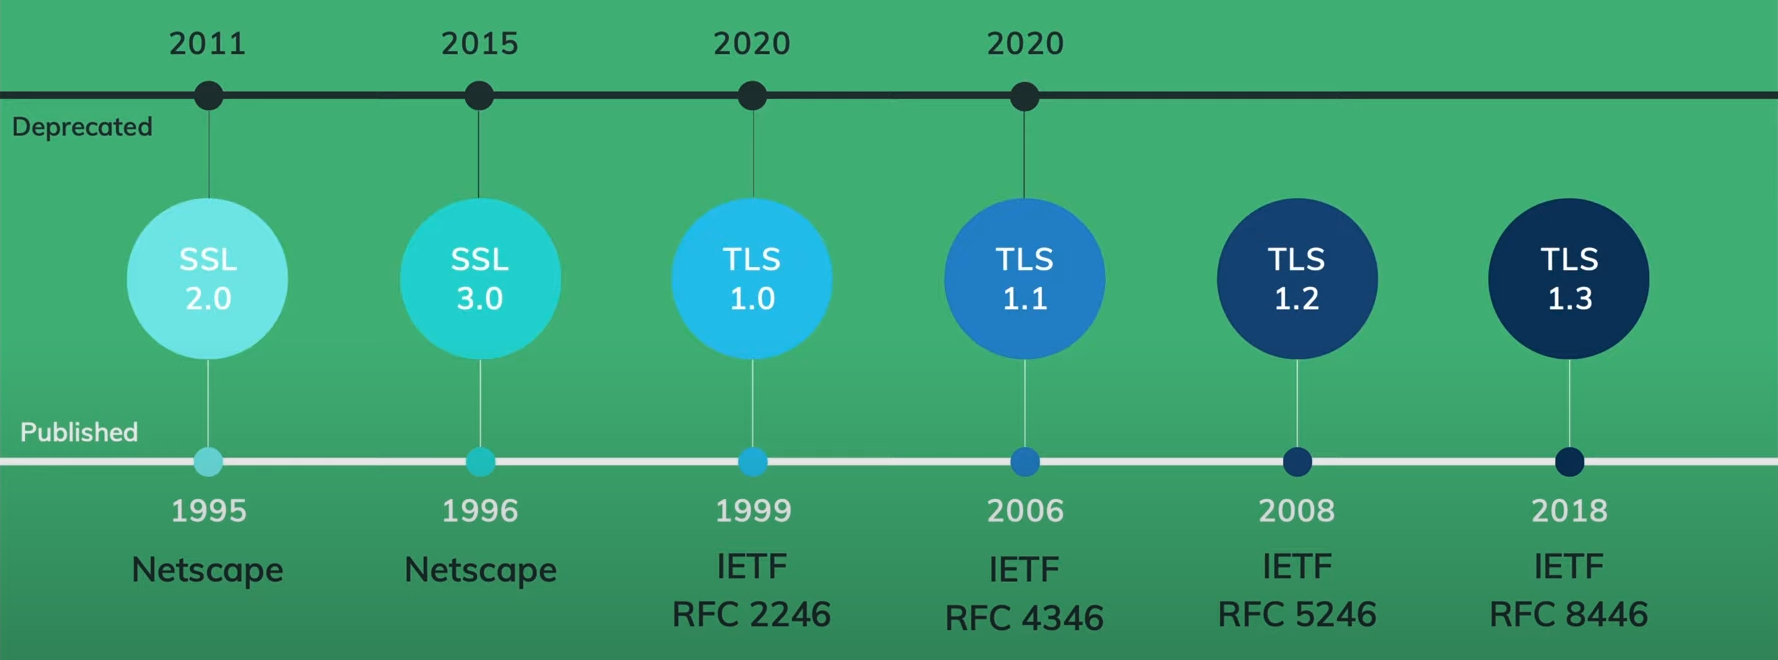 2011
2015
2020
2020
Deprecated
SSL
2.0
SSL
3.0
TLS
1.0
TLS
1.1
TLS
1.2
TLS
1.3
Published
1995
1996
1999
2006
2008
2018
Netscape
Netscape
IETF
RFC 2246
IETF
RFC 4346
IETF
RFC 5246
IETF
RFC 8446